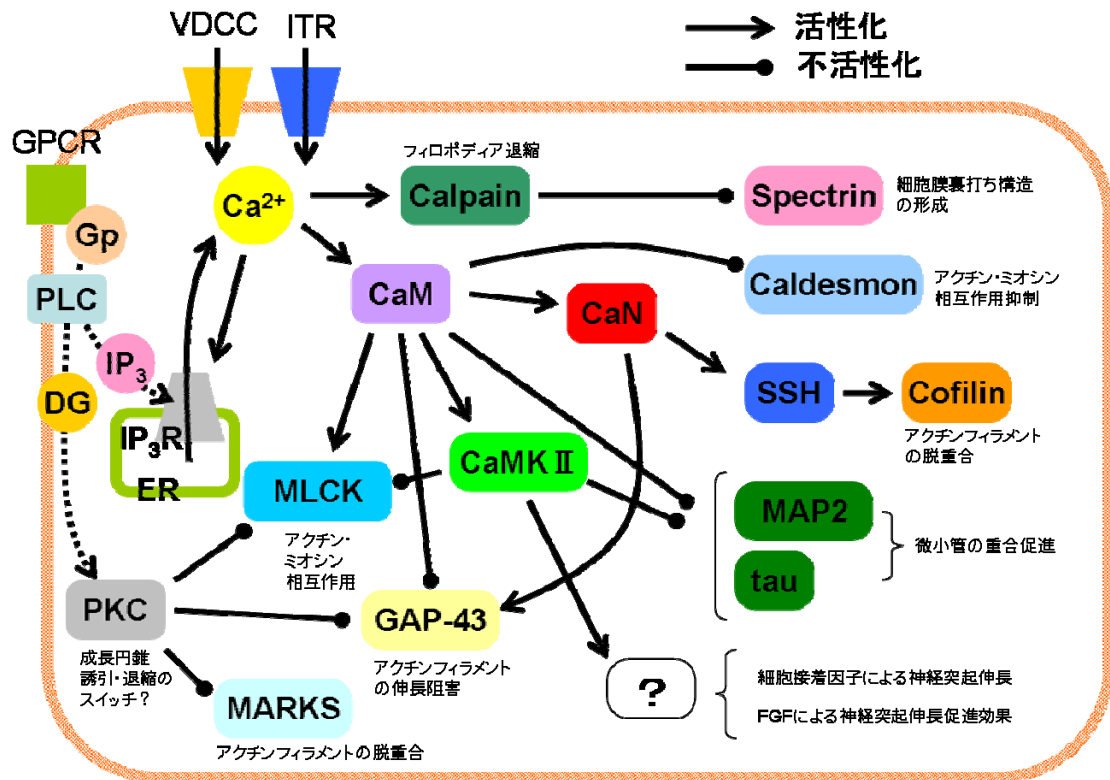 VDCC
ITR
活性化
不活性化
GPCR
フィロポディア退縮
Ca²⁺
Calpain
Spectrin
細胞膜裏打ち構造
の形成
Gp
PLC
CaM
CaN
Caldesmon
アクチン・ミオシン
相互作用抑制
IP₃
DG
SSH
Cofilin
アクチンフィラメント
の脱重合
IP₃R
ER
MLCK
CaMKⅡ
アクチン・
ミオシン
相互作用
MAP2
tau
微小管の重合促進
PKC
成長円錐
誘引・退縮の
スイッチ？
GAP-43
アクチンフィラメント
の伸長阻害
MARKS
アクチンフィラメントの脱重合
?
細胞接着因子による神経突起伸長
FGFによる神経突起伸長促進効果